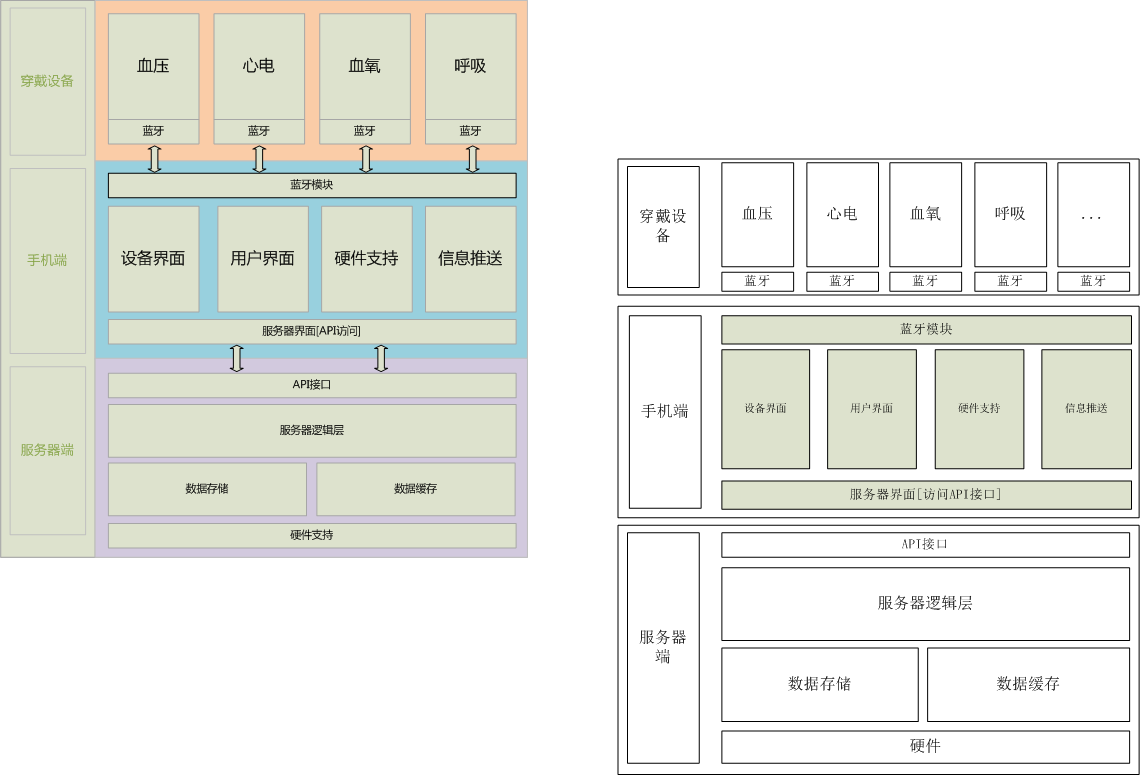 穿戴设备
血压
心电
血氧
呼吸
蓝牙
蓝牙
蓝牙
蓝牙
手机端
蓝牙模块
设备界面
用户界面
硬件支持
信息推送
服务器界面[API访问]
服务器端
API接口
服务器逻辑层
数据存储
数据缓存
硬件支持
穿戴设
备
血压
心电
血氧
呼吸
...
蓝牙
蓝牙
蓝牙
蓝牙
蓝牙
手机端
蓝牙模块
设备界面
用户界面
硬件支持
信息推送
服务器界面[访问API接口]
服务器
端
API接口
服务器逻辑层
数据存储
数据缓存
硬件